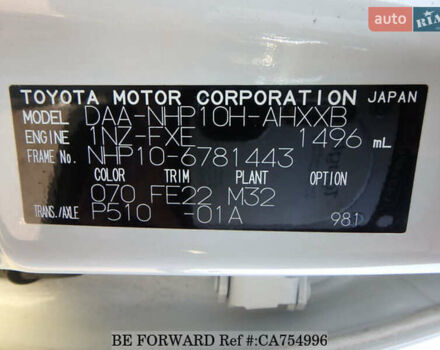 AUTO
RIA
TOYOTA MOTOR CORPORATION JAPAN
MODEL DAA-NHP10H-AHXXB
ENGINE 1NZ-FXE 1496 mL
FRAME No. NHP10-6781443
COLOR TRIM PLANT
070 FE22 M32
TRANS./AXLE P510 -01A 981
BE FORWARD Ref #:CA754996